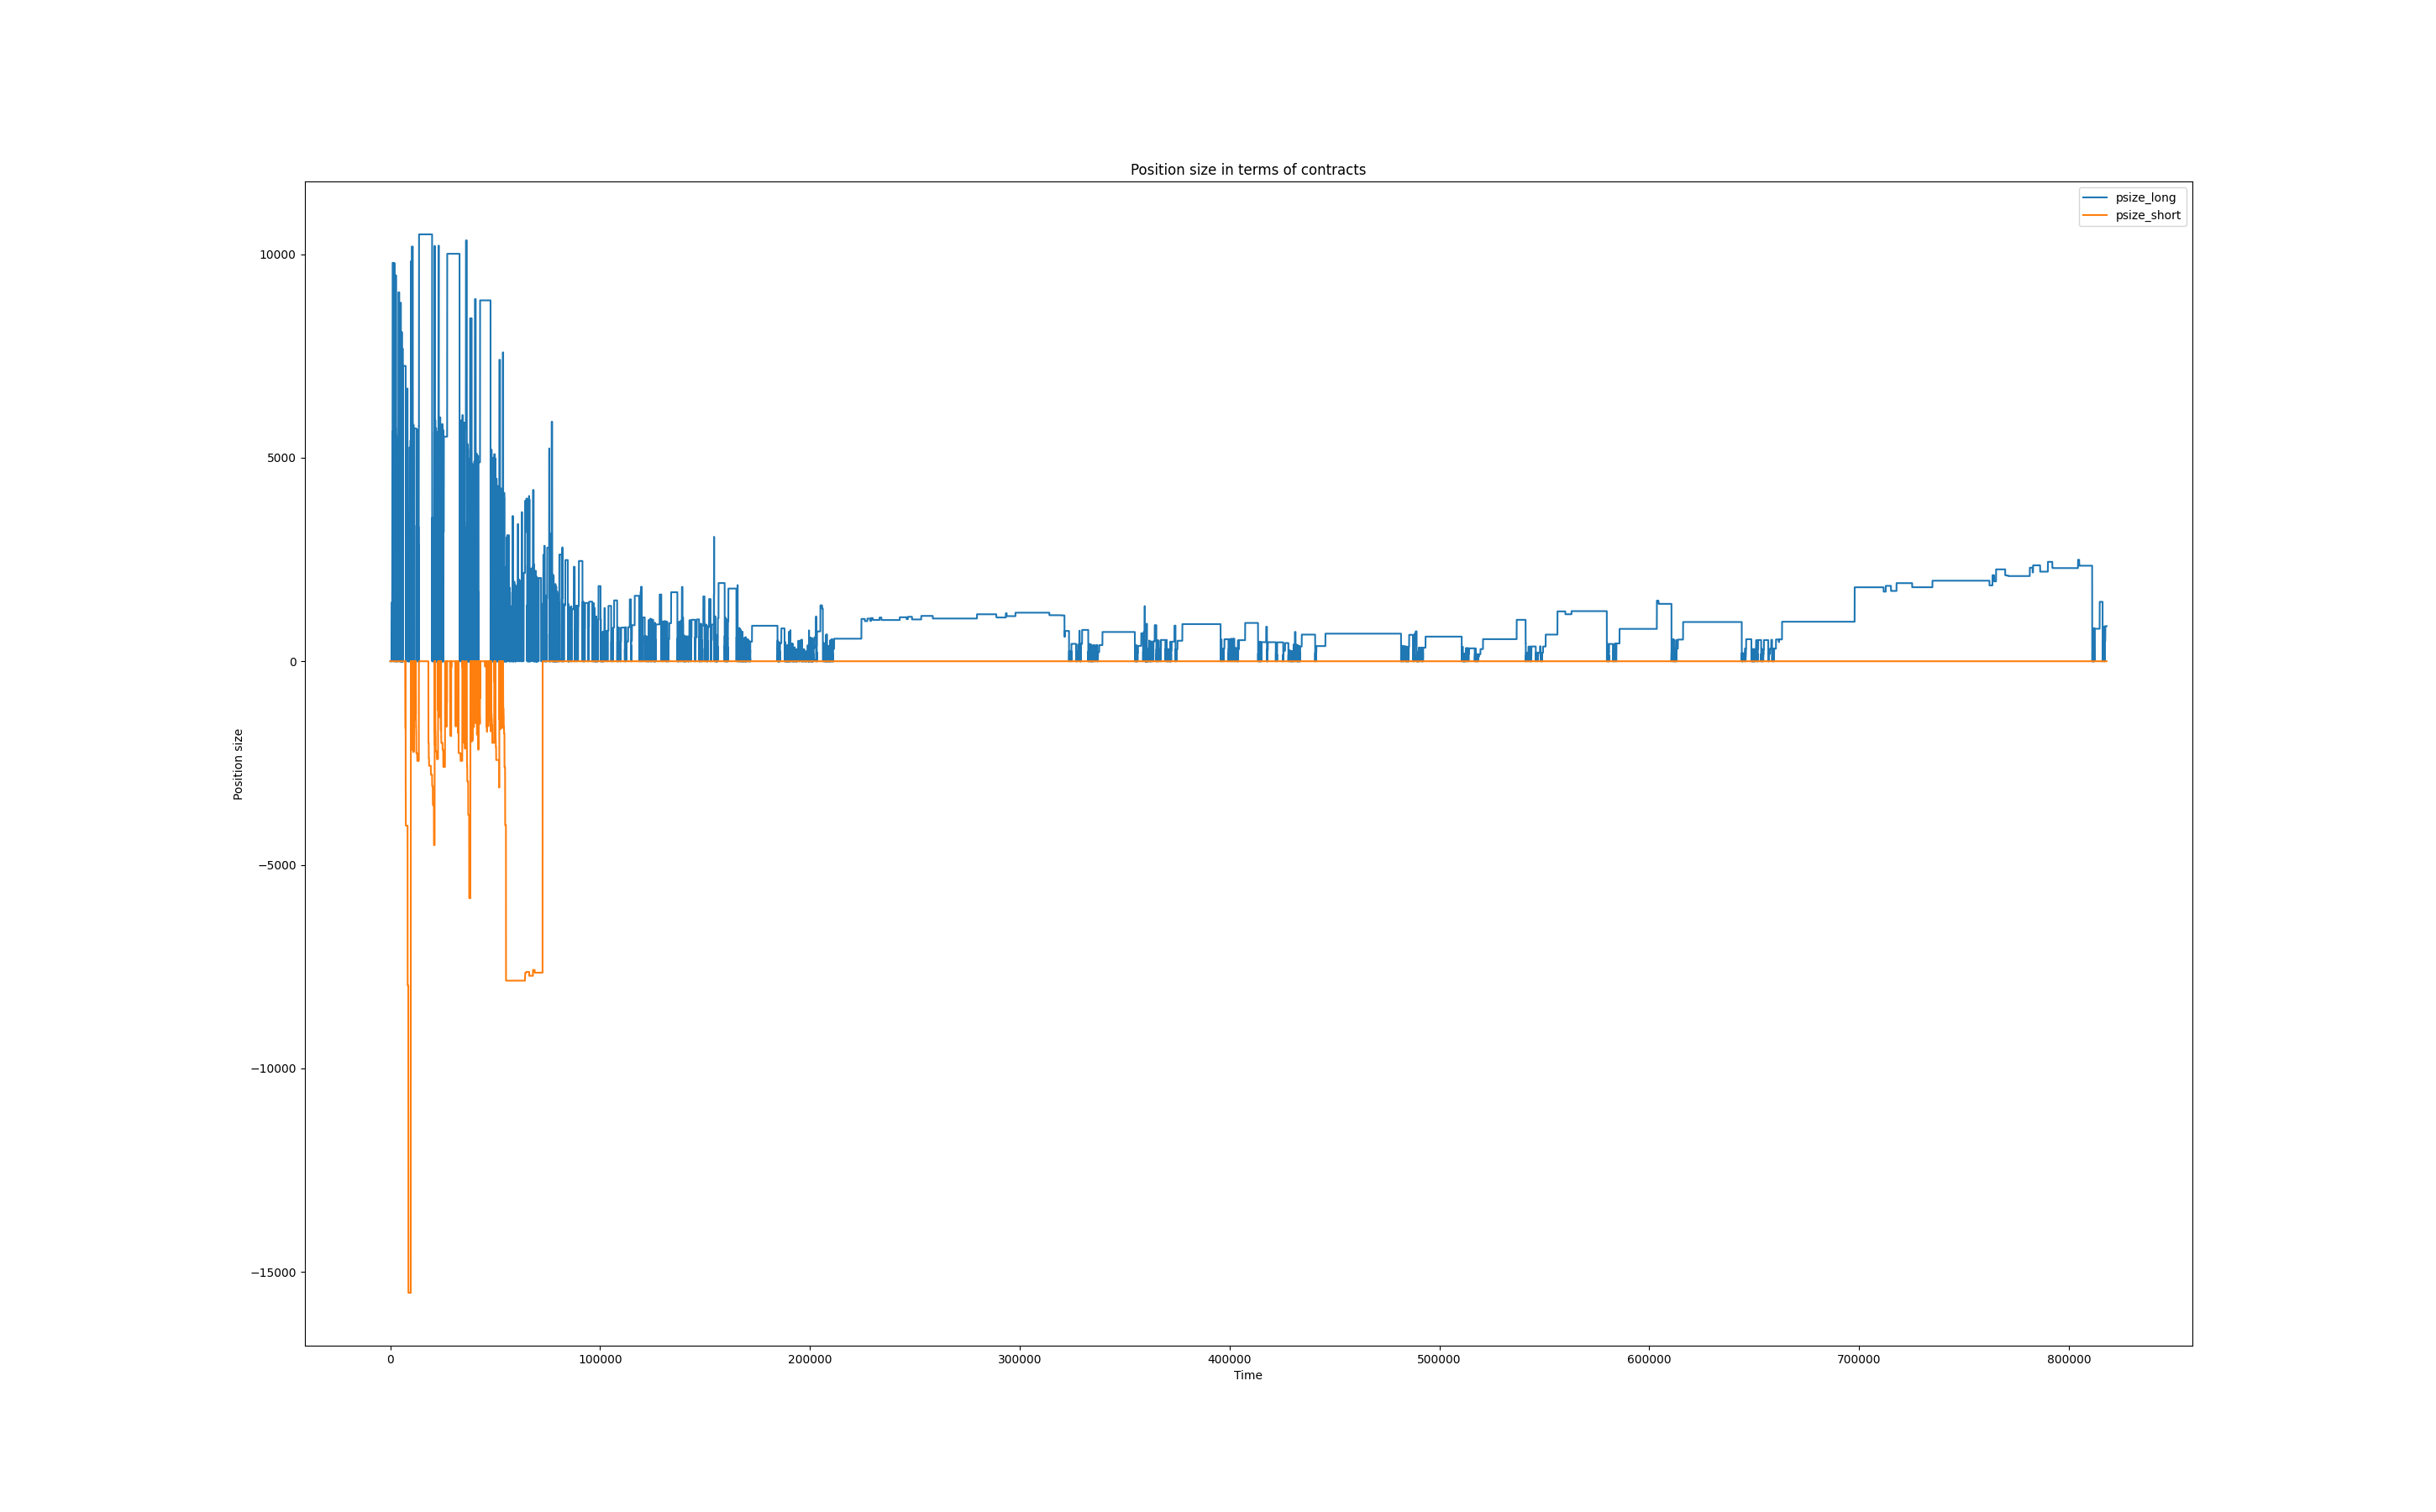 Position size in terms of contracts
psize_long
psize_short
10000
5000
0
−5000
−10000
−15000
Position size
0 100000 200000 300000 400000 500000 600000 700000 800000
Time